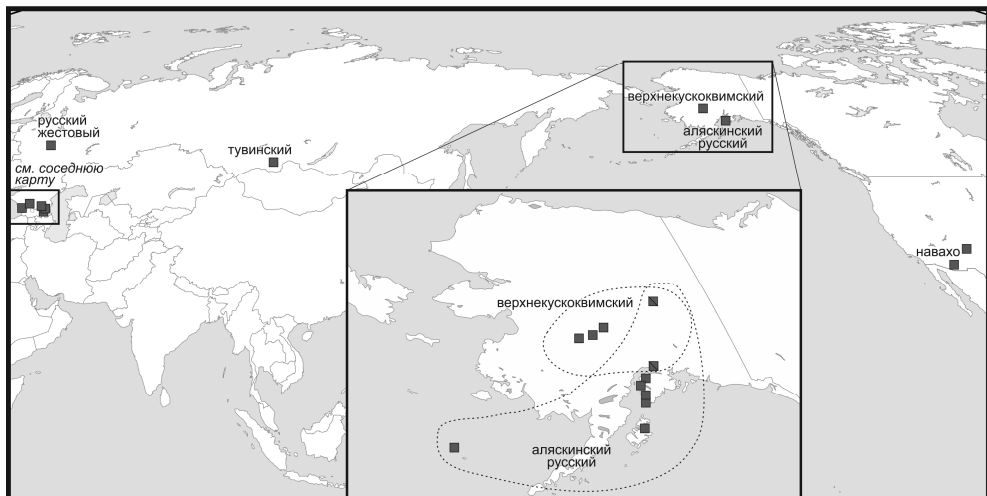 верхнекускоквимский
аляскинский
русский
русский
жестовый
тувинский
см. соседнюю
карту
навахо
верхнекускоквимский
аляскинский
русский